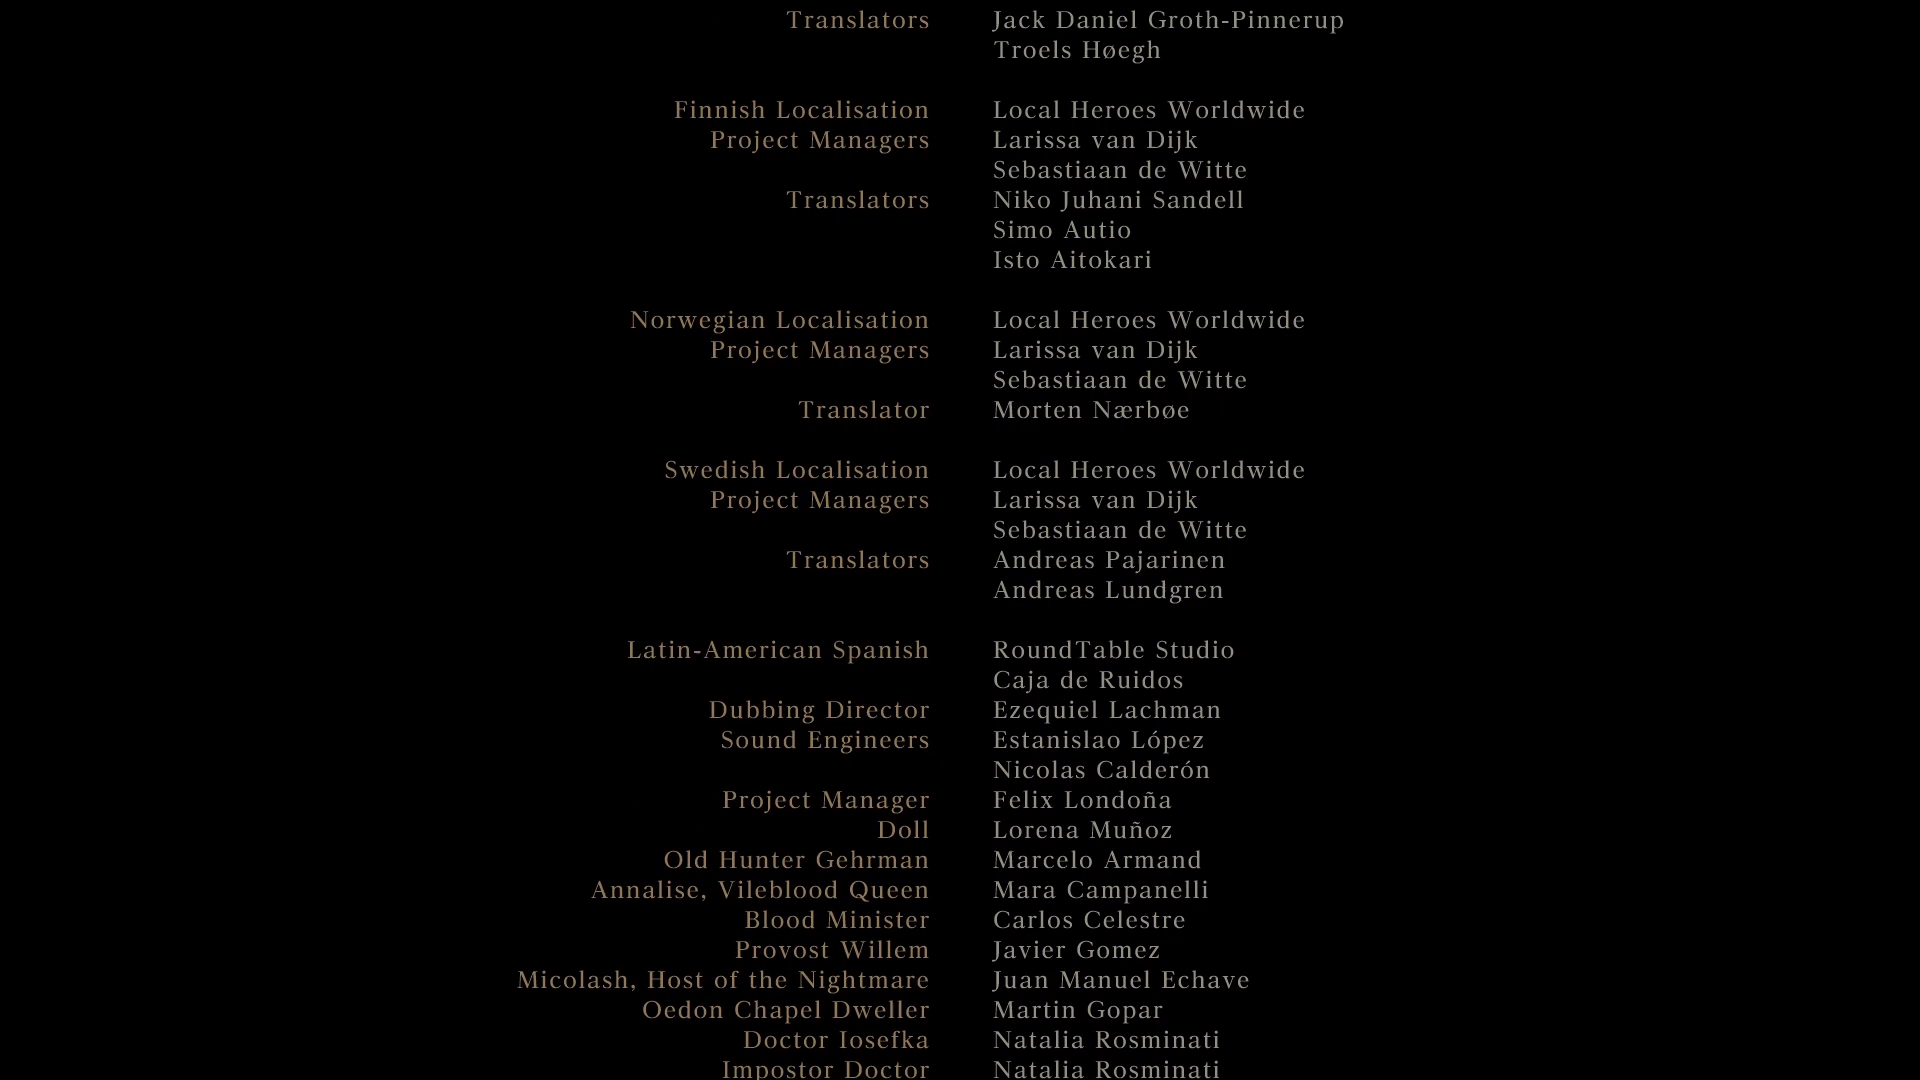 Translators Jack Daniel Groth-Pinnerup
Troels Høegh
Finnish Localisation Local Heroes Worldwide
Project Managers Larissa van Dijk
Sebastiaan de Witte
Translators Niko Juhani Sandell
Simo Autio
Isto Aitokari
Norwegian Localisation Local Heroes Worldwide
Project Managers Larissa van Dijk
Sebastiaan de Witte
Translator Morten Nærbøe
Swedish Localisation Local Heroes Worldwide
Project Managers Larissa van Dijk
Sebastiaan de Witte
Translators Andreas Pajarinen
Andreas Lundgren
Latin-American Spanish RoundTable Studio
Caja de Ruidos
Dubbing Director Ezequiel Lachman
Sound Engineers Estanislao López
Nicolas Calderón
Project Manager Felix Londoña
Doll Lorena Muñoz
Old Hunter Gehrman Marcelo Armand
Annalise, Vileblood Queen Mara Campanelli
Blood Minister Carlos Celestre
Provost Willem Javier Gomez
Micolash, Host of the Nightmare Juan Manuel Echave
Oedon Chapel Dweller Martin Gopar
Doctor Iosefka Natalia Rosminati
Impostor Doctor Natalia Rosminati